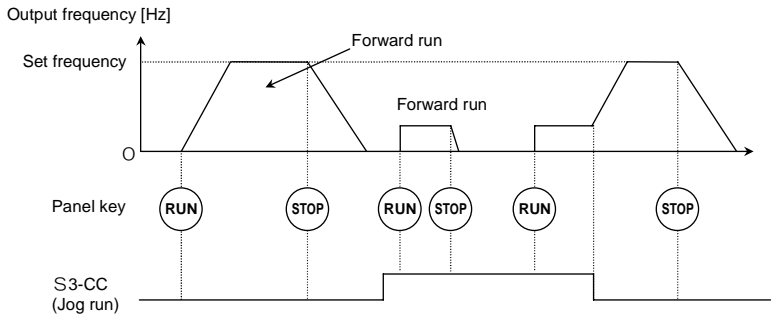 Output frequency [Hz]
Forward run
Set frequency
Forward run
O
Panel key
RUN
STOP
RUN
STOP
RUN
STOP
S3-CC
(Jog run)